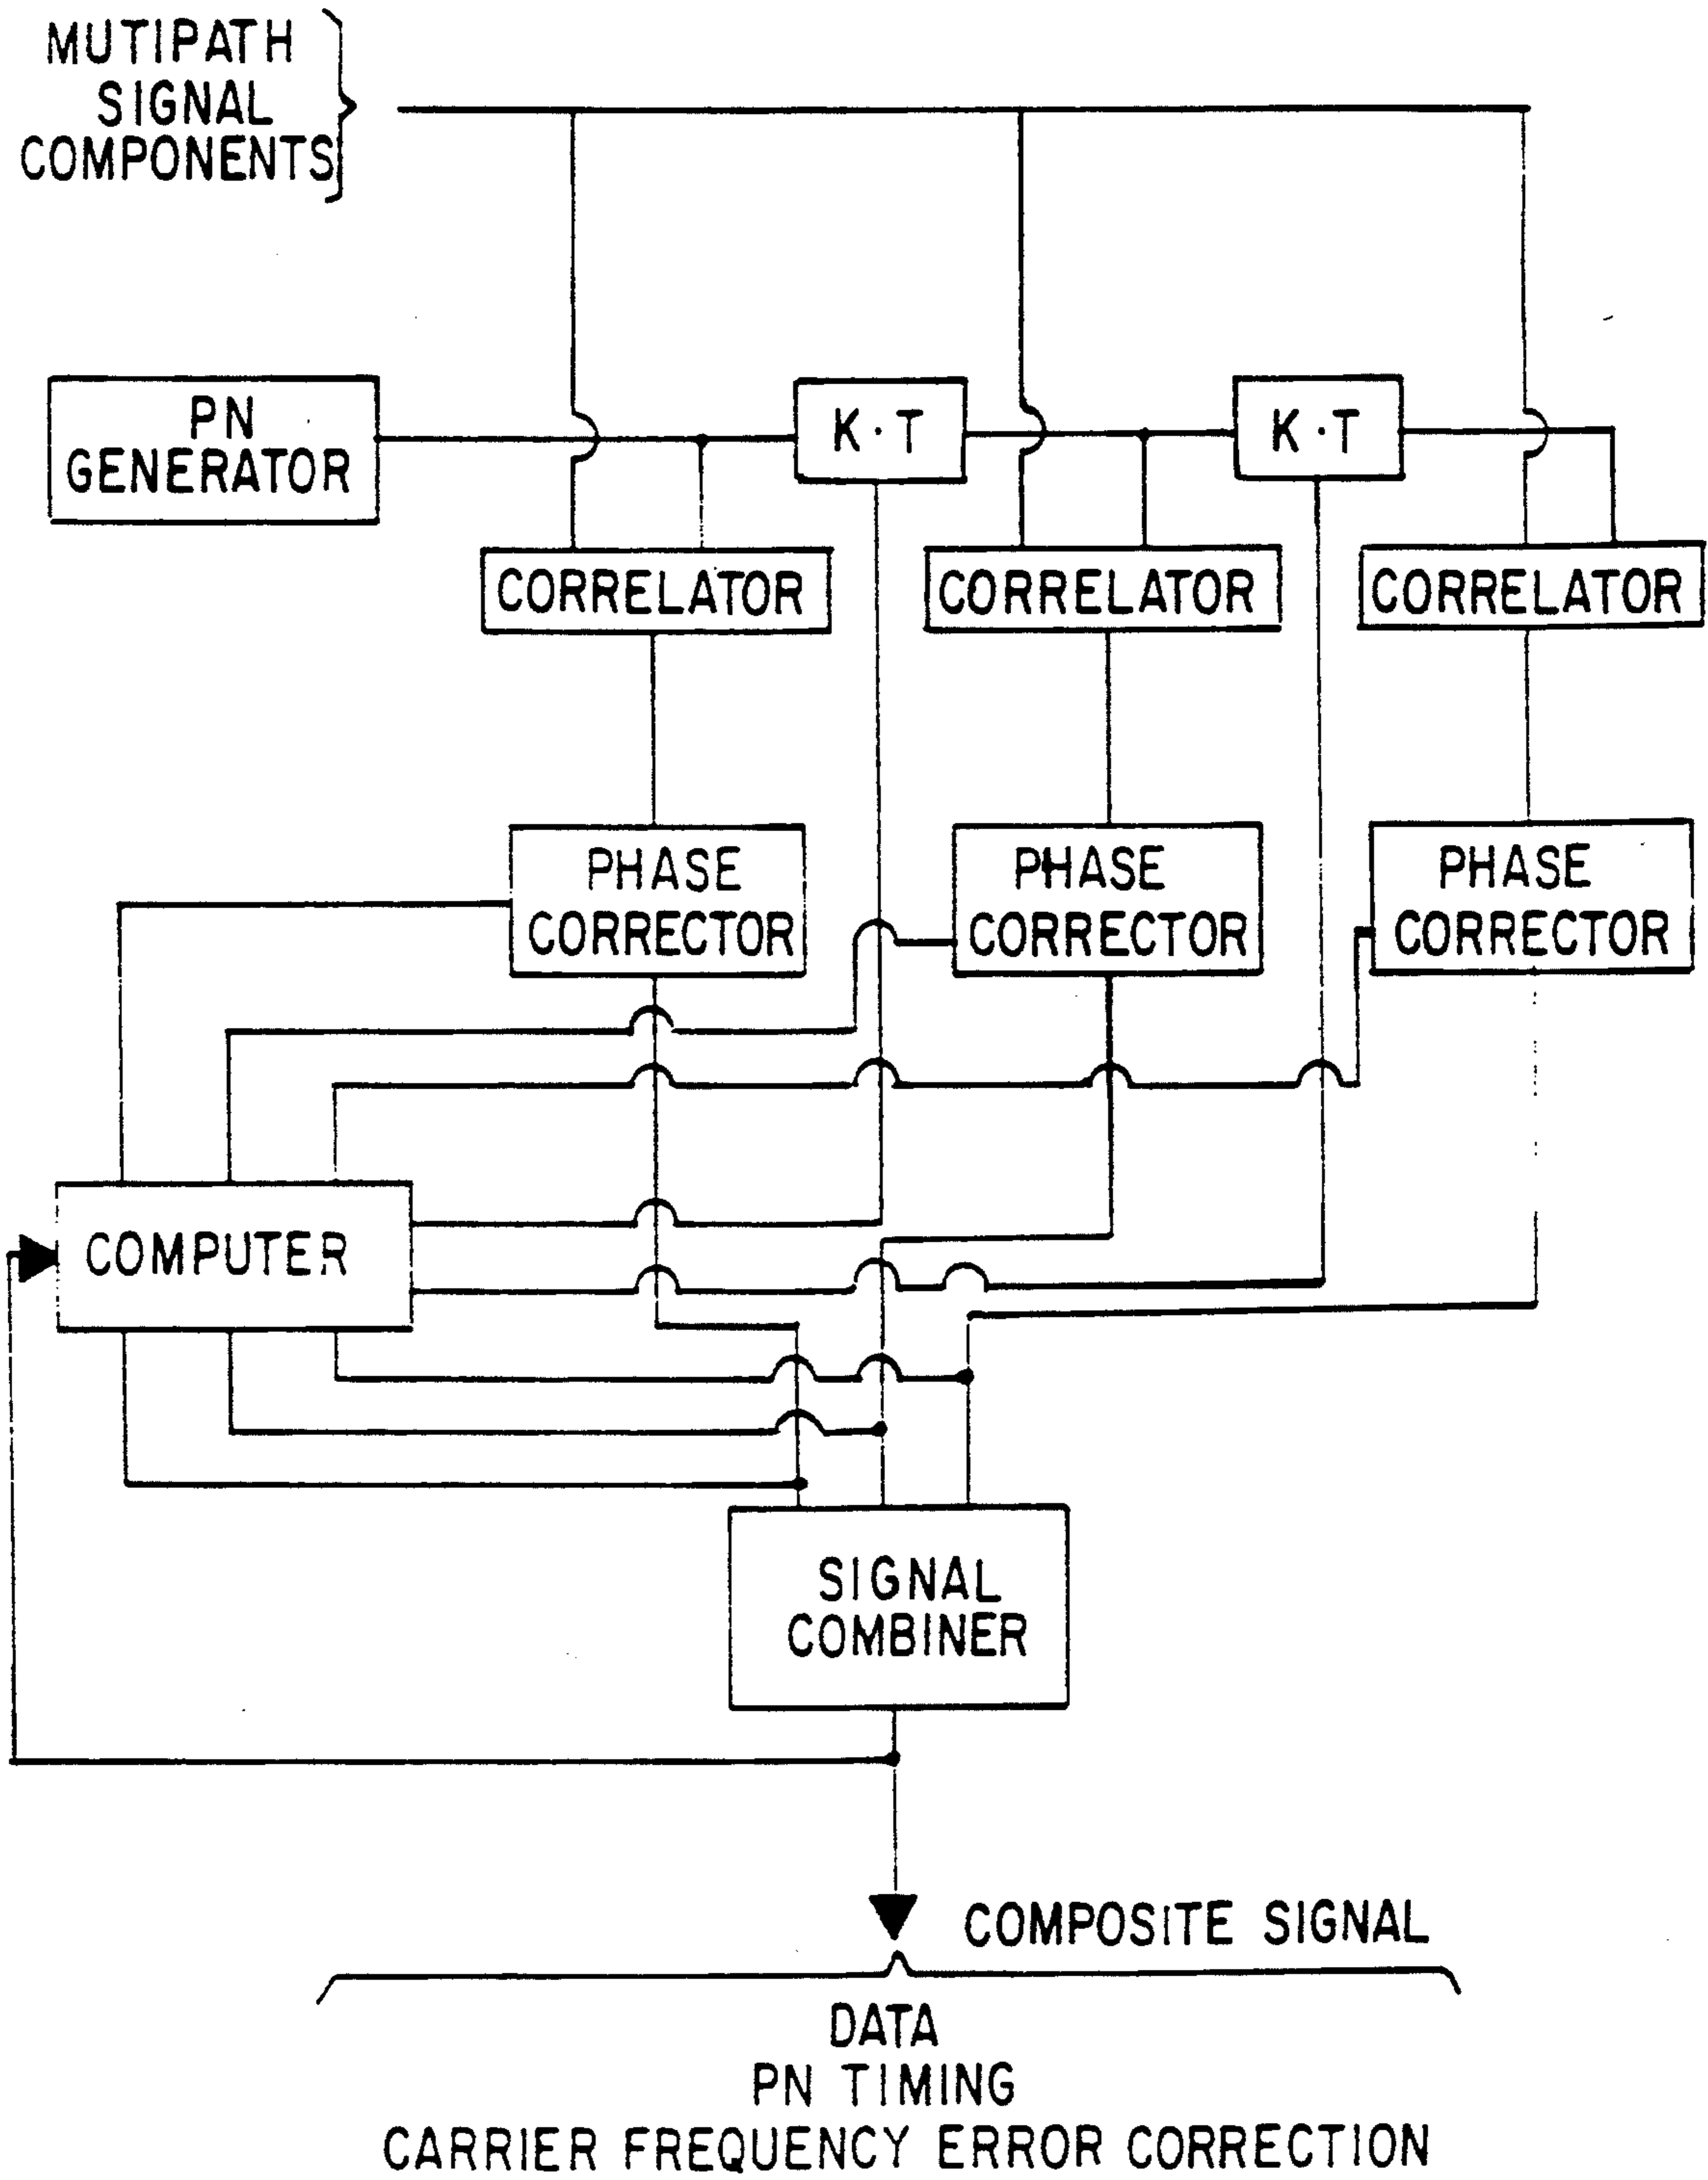 MUTIPATH
SIGNAL
COMPONENTS
PN
GENERATOR
K·T
K·T
CORRELATOR
CORRELATOR
CORRELATOR
PHASE
CORRECTOR
PHASE
CORRECTOR
PHASE
CORRECTOR
COMPUTER
SIGNAL
COMBINER
COMPOSITE SIGNAL
DATA
PN TIMING
CARRIER FREQUENCY ERROR CORRECTION